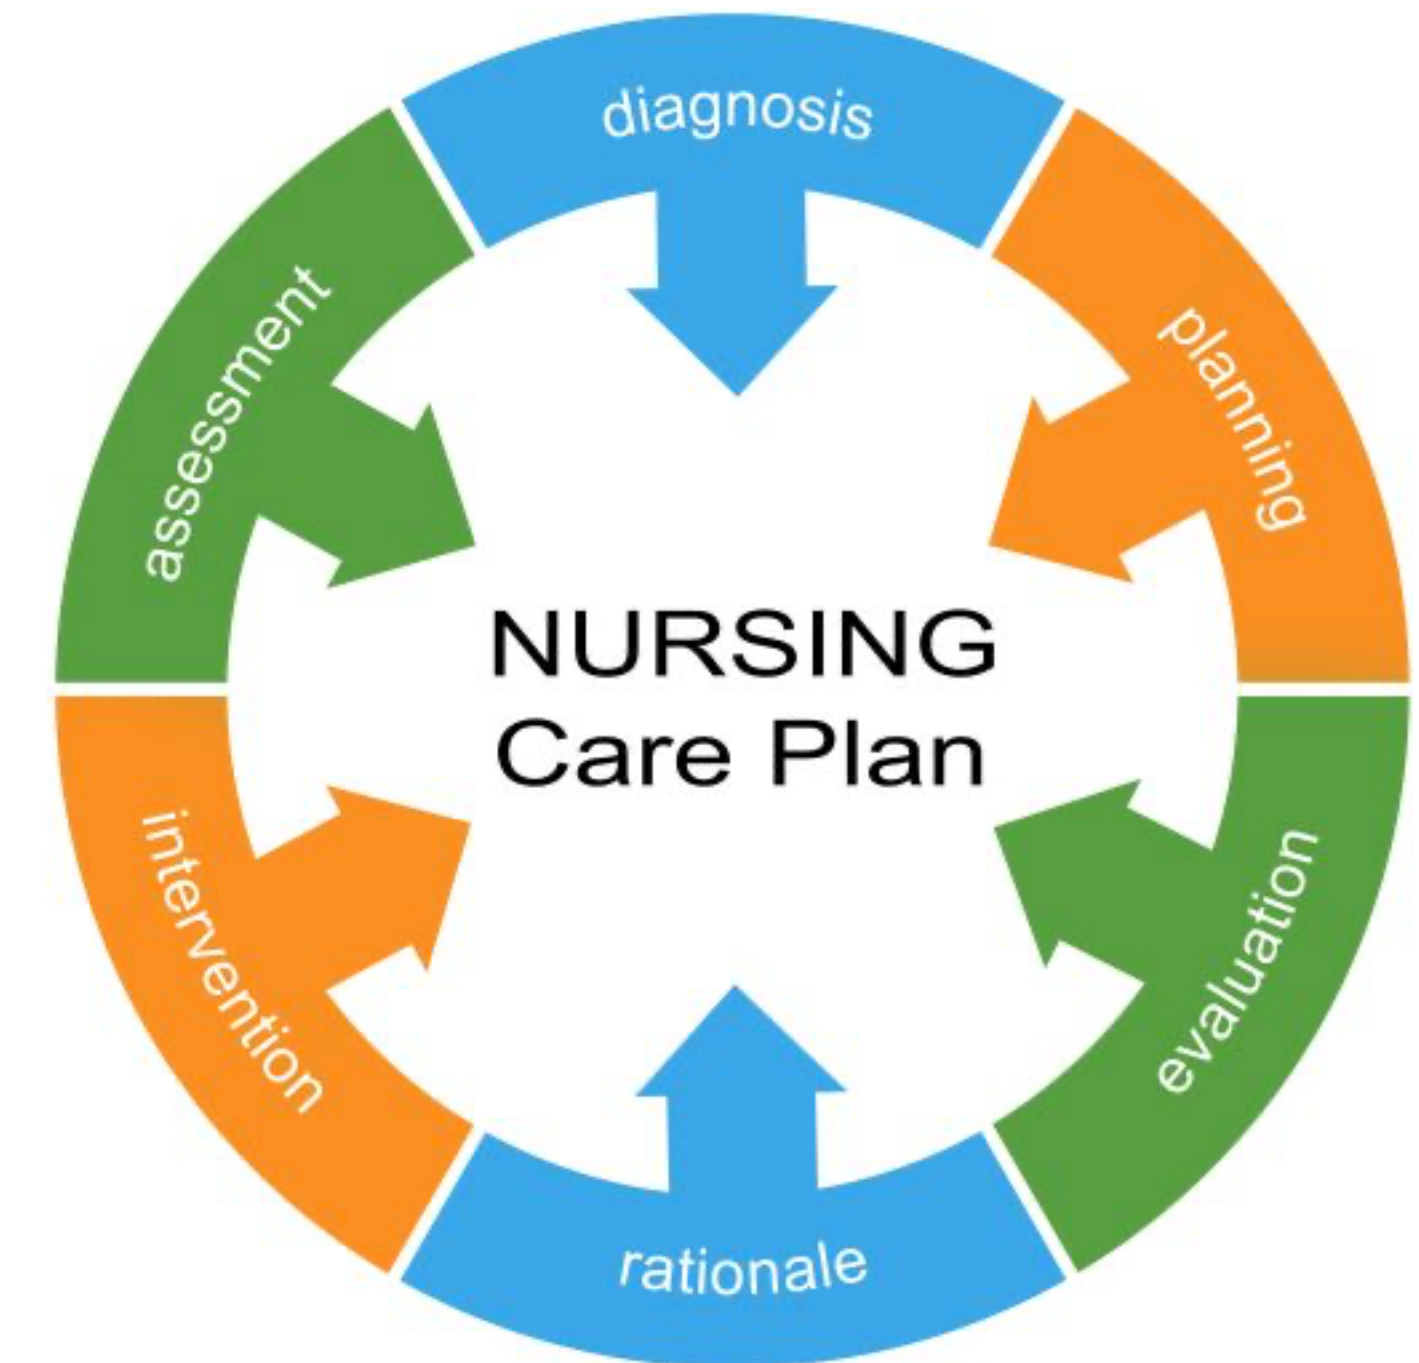 diagnosis
planning
evaluation
rationale
intervention
assessment
NURSING
Care Plan